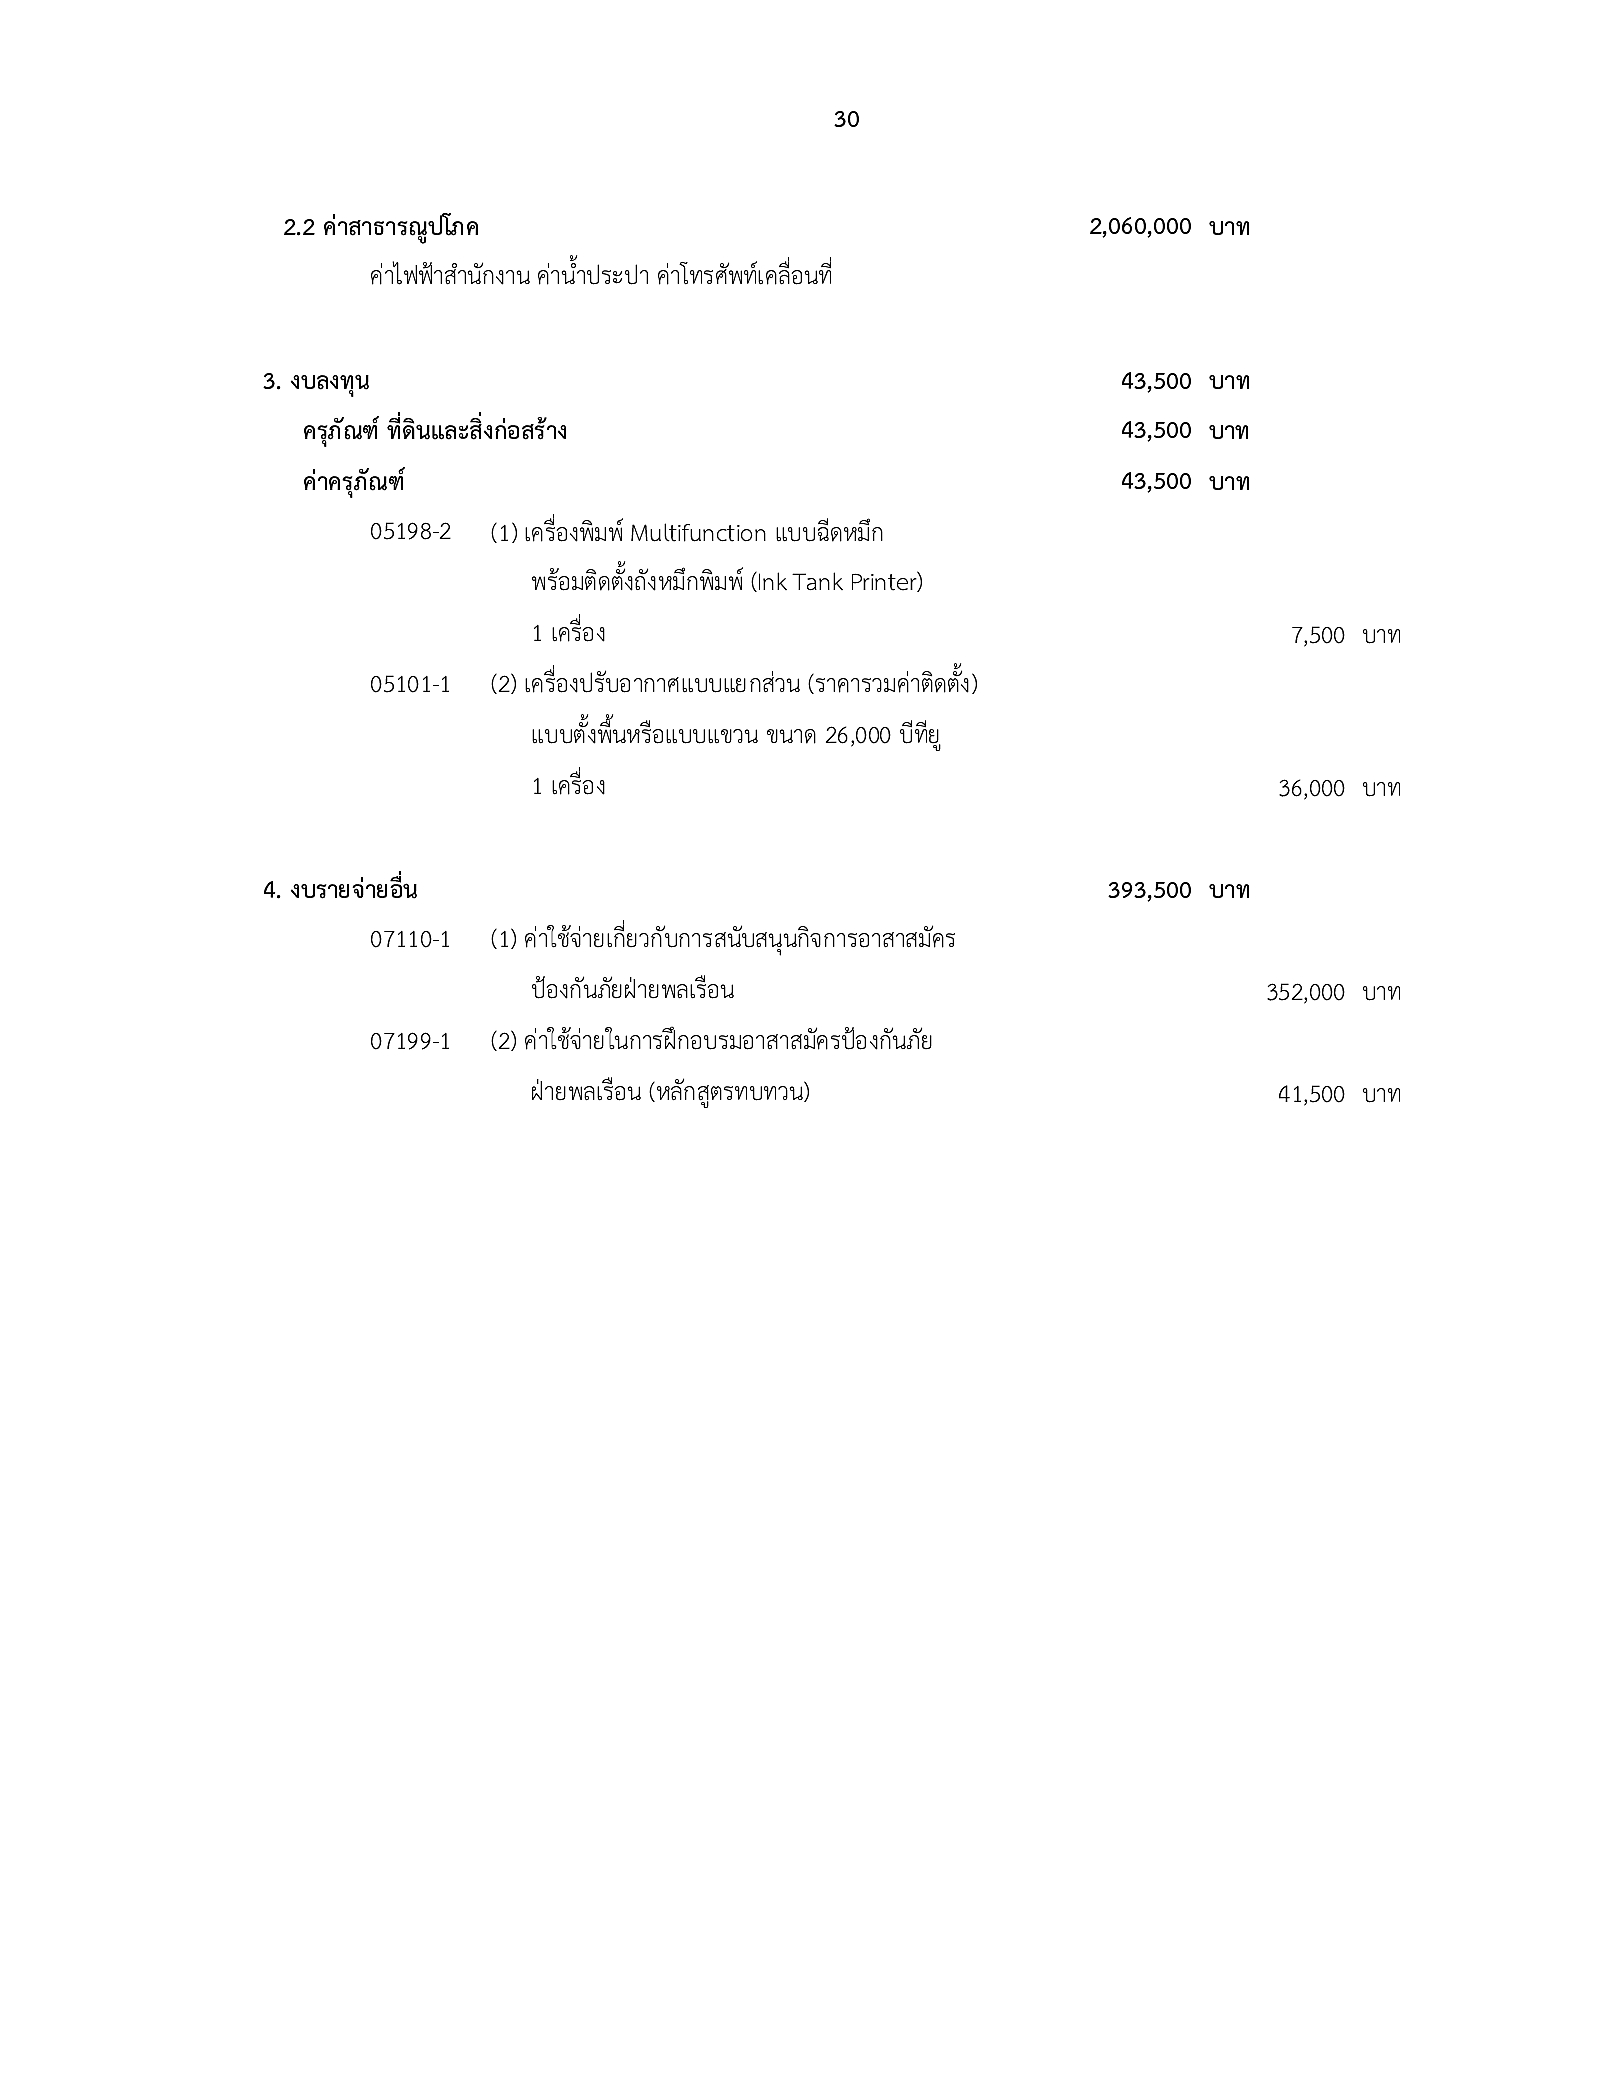 30
2.2 ค่าสาธารณูปโภค 2,060,000 บาท
ค่าไฟฟ้าสำนักงาน ค่าน้ำประปา ค่าโทรศัพท์เคลื่อนที่
3. งบลงทุน 43,500 บาท
ครุภัณฑ์ ที่ดินและสิ่งก่อสร้าง 43,500 บาท
ค่าครุภัณฑ์ 43,500 บาท
05198-2 (1) เครื่องพิมพ์ Multifunction แบบฉีดหมึก
พร้อมติดตั้งถังหมึกพิมพ์ (Ink Tank Printer)
1 เครื่อง 7,500 บาท
05101-1 (2) เครื่องปรับอากาศแบบแยกส่วน (ราคารวมค่าติดตั้ง)
แบบตั้งพื้นหรือแบบแขวน ขนาด 26,000 บีทียู
1 เครื่อง 36,000 บาท
4. งบรายจ่ายอื่น 393,500 บาท
07110-1 (1) ค่าใช้จ่ายเกี่ยวกับการสนับสนุนกิจการอาสาสมัคร
ป้องกันภัยฝ่ายพลเรือน 352,000 บาท
07199-1 (2) ค่าใช้จ่ายในการฝึกอบรมอาสาสมัครป้องกันภัย
ฝ่ายพลเรือน (หลักสูตรทบทวน) 41,500 บาท